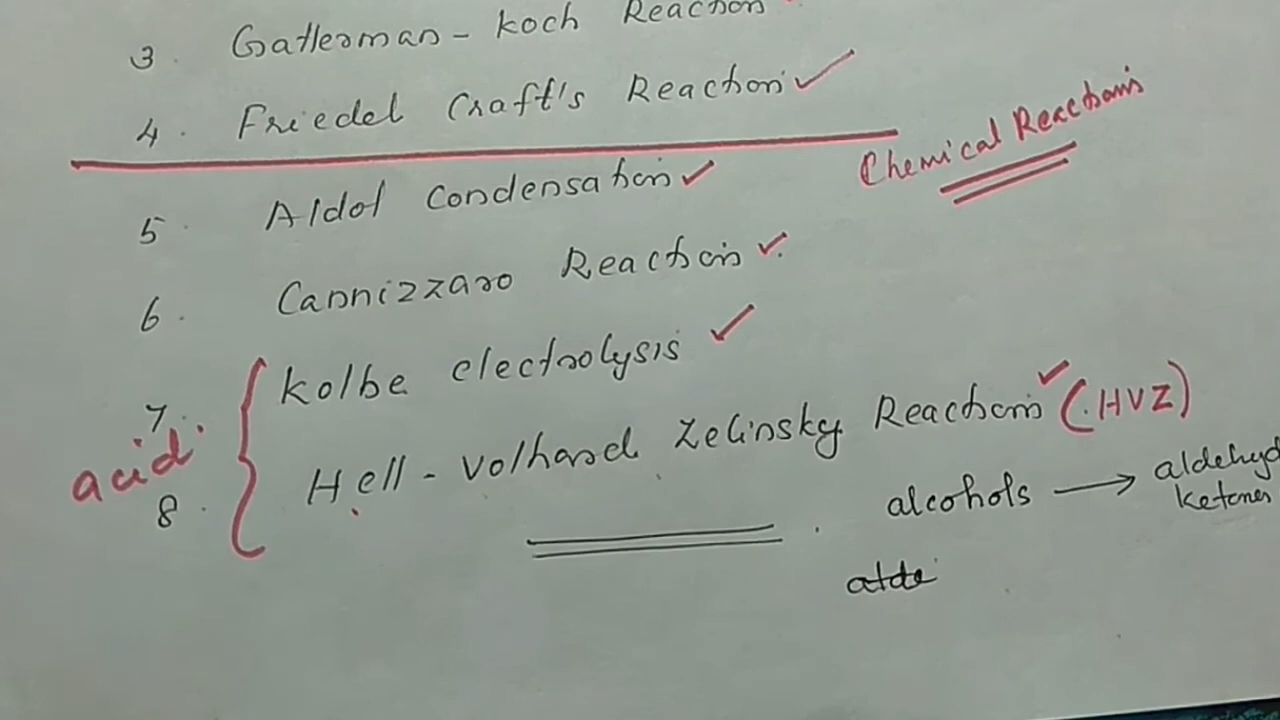 3. Gatterman - Koch Reaction
4. Friedel Craft's Reaction ✓
Chemical Reactions
5. Aldol Condensation ✓
6. Cannizzaro Reaction ✓
7. Kolbe electrolysis ✓
acid
8. Hell - Volhard Zelinsky Reaction ✓ (HVZ)
alcohols → aldehyd
ketones
alde